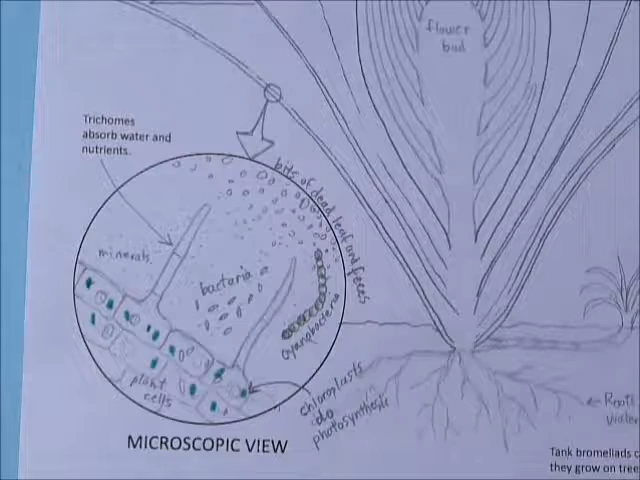 flower
bud
Trichomes
absorb water and
nutrients.
bits of dead leaf and feces
minerals
bacteria
cyanobacteria
plant
cells
chloroplasts
do
photosynthesis
MICROSCOPIC VIEW
Roots
water
Tank bromeliads
they grow on tree